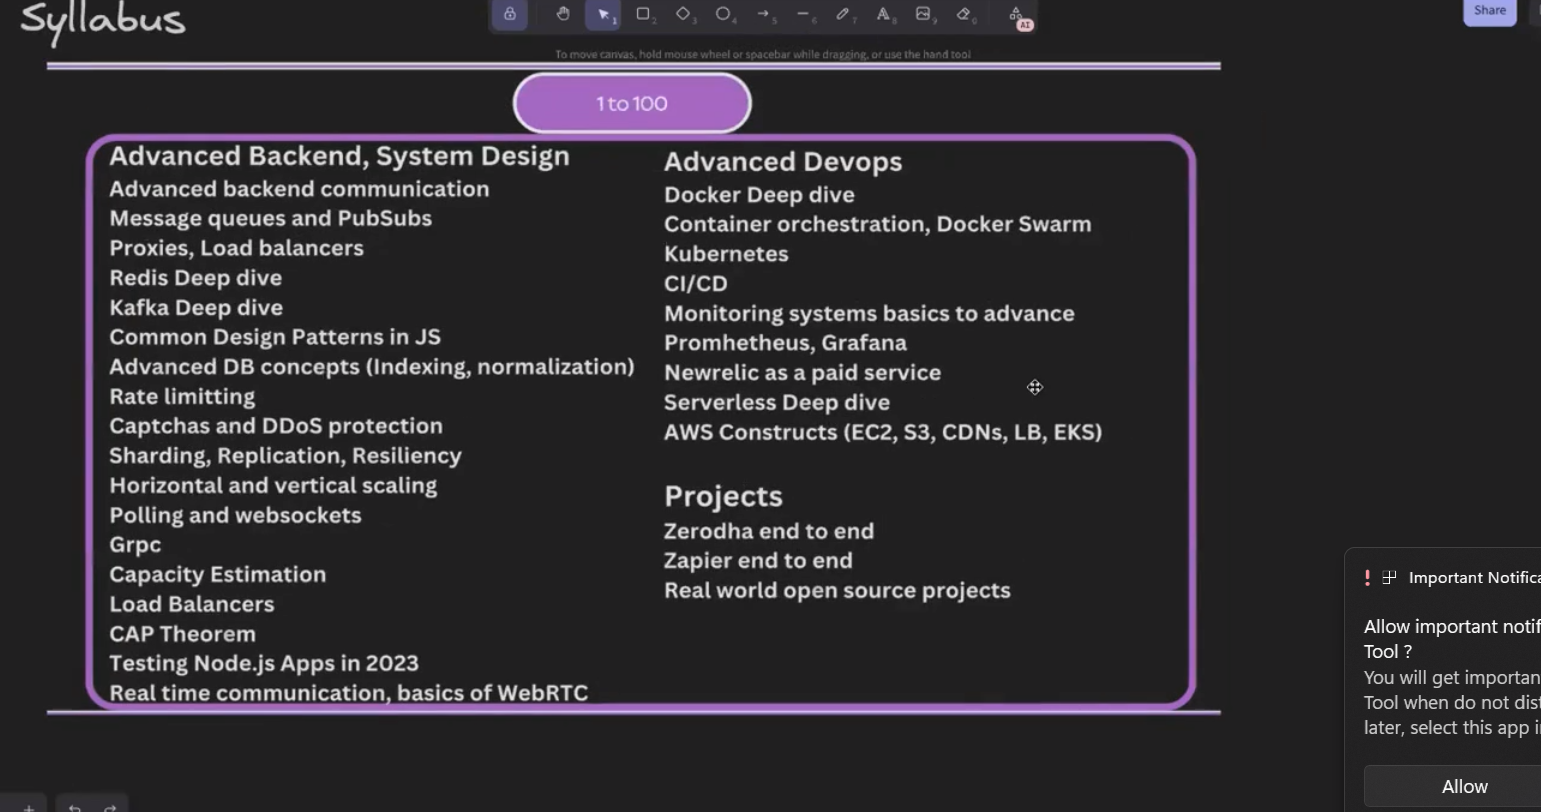 Syllabus
1
2
3
4
5
6
7
8
9
0
AI
Share
To move canvas, hold mouse wheel or spacebar while dragging, or use the hand tool
1 to 100
Advanced Backend, System Design
Advanced backend communication
Message queues and PubSubs
Proxies, Load balancers
Redis Deep dive
Kafka Deep dive
Common Design Patterns in JS
Advanced DB concepts (Indexing, normalization)
Rate limitting
Captchas and DDoS protection
Sharding, Replication, Resiliency
Horizontal and vertical scaling
Polling and websockets
Grpc
Capacity Estimation
Load Balancers
CAP Theorem
Testing Node.js Apps in 2023
Real time communication, basics of WebRTC
Advanced Devops
Docker Deep dive
Container orchestration, Docker Swarm
Kubernetes
CI/CD
Monitoring systems basics to advance
Promhetheus, Grafana
Newrelic as a paid service
Serverless Deep dive
AWS Constructs (EC2, S3, CDNs, LB, EKS)
Projects
Zerodha end to end
Zapier end to end
Real world open source projects
Important Notifica
Allow important notif
Tool ?
You will get importan
Tool when do not dist
later, select this app i
Allow